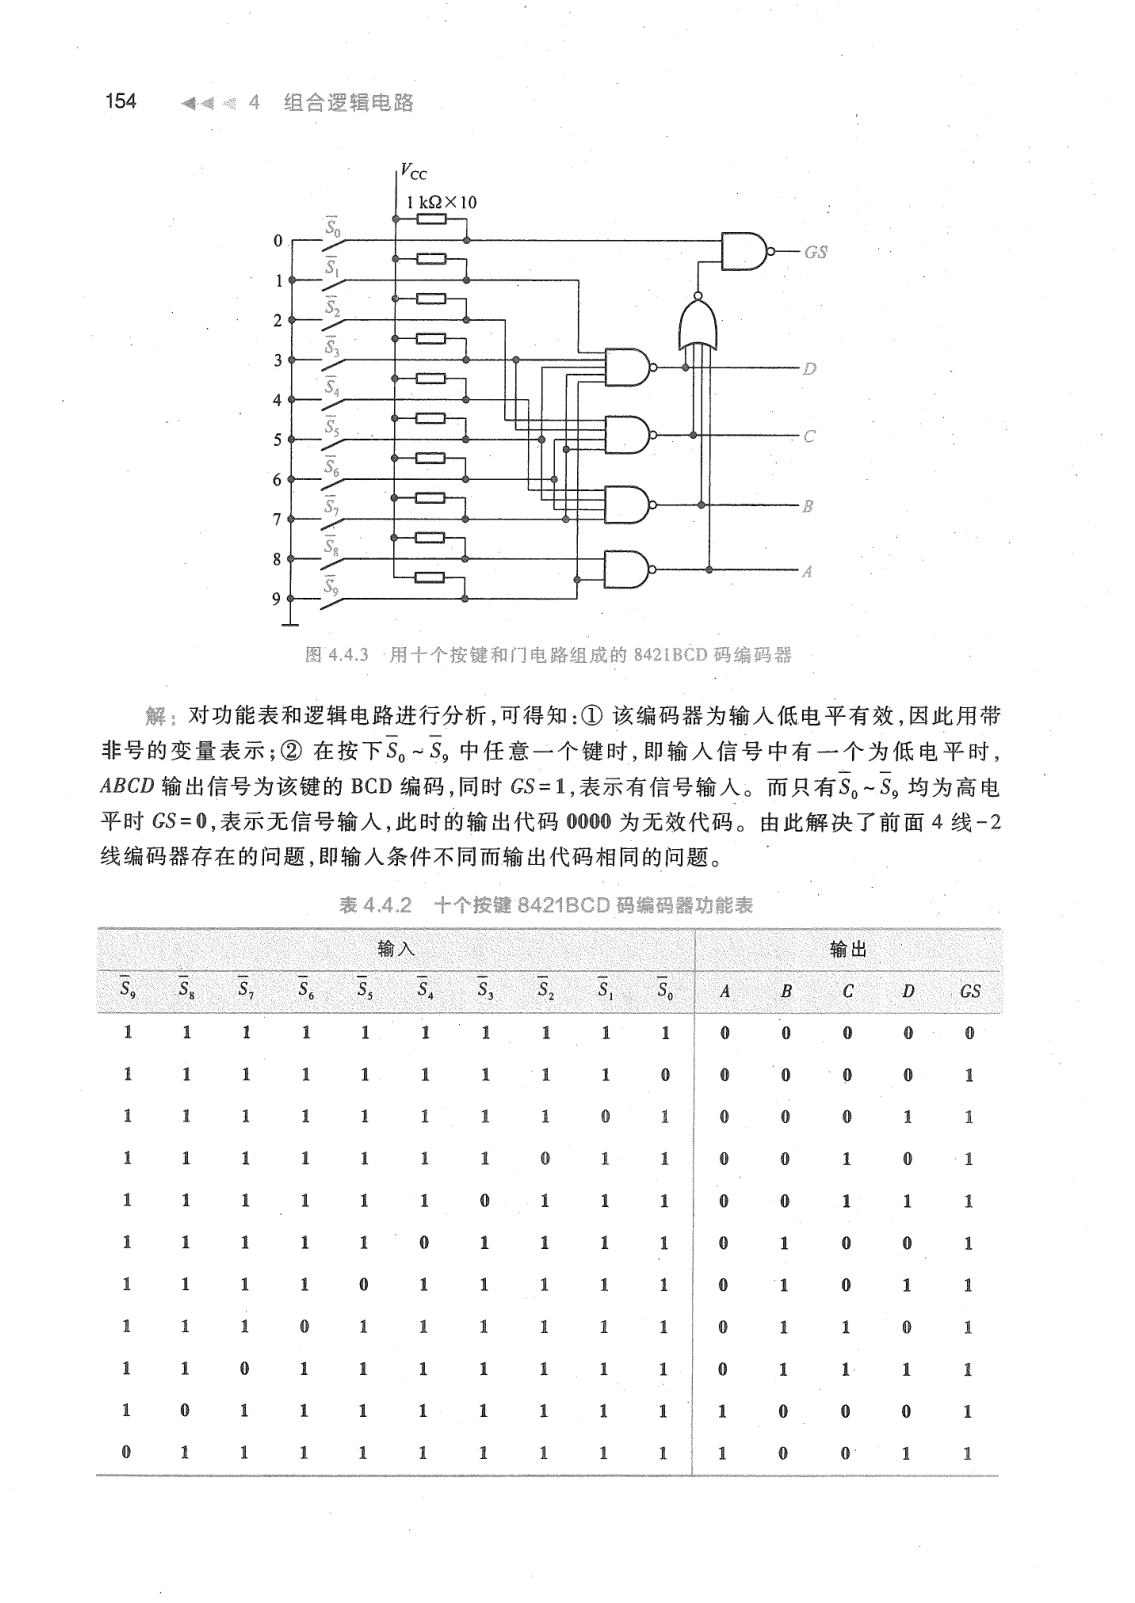 154 4 组合逻辑电路
V_CC
1 kΩ×10
0 S̅₀
GS
1 S̅₁
2 S̅₂
3 S̅₃
D
4 S̅₄
5 S̅₅
C
6 S̅₆
7 S̅₇
B
8 S̅₈
A
9 S̅₉
图 4.4.3 用十个按键和门电路组成的 8421BCD 码编码器
解：对功能表和逻辑电路进行分析，可得知：① 该编码器为输入低电平有效，因此用带
非号的变量表示；② 在按下S̅₀ ~ S̅₉ 中任意一个键时，即输入信号中有一个为低电平时，
ABCD 输出信号为该键的 BCD 编码，同时 GS=1，表示有信号输入。而只有S̅₀ ~ S̅₉ 均为高电
平时 GS=0，表示无信号输入，此时的输出代码 0000 为无效代码。由此解决了前面 4 线-2
线编码器存在的问题，即输入条件不同而输出代码相同的问题。
表 4.4.2 十个按键 8421BCD 码编码器功能表
输入 输出
S̅₉ S̅₈ S̅₇ S̅₆ S̅₅ S̅₄ S̅₃ S̅₂ S̅₁ S̅₀ A B C D GS
1 1 1 1 1 1 1 1 1 1 0 0 0 0 0
1 1 1 1 1 1 1 1 1 0 0 0 0 0 1
1 1 1 1 1 1 1 1 0 1 0 0 0 1 1
1 1 1 1 1 1 1 0 1 1 0 0 1 0 1
1 1 1 1 1 1 0 1 1 1 0 0 1 1 1
1 1 1 1 1 0 1 1 1 1 0 1 0 0 1
1 1 1 1 0 1 1 1 1 1 0 1 0 1 1
1 1 1 0 1 1 1 1 1 1 0 1 1 0 1
1 1 0 1 1 1 1 1 1 1 0 1 1 1 1
1 0 1 1 1 1 1 1 1 1 1 0 0 0 1
0 1 1 1 1 1 1 1 1 1 1 0 0 1 1